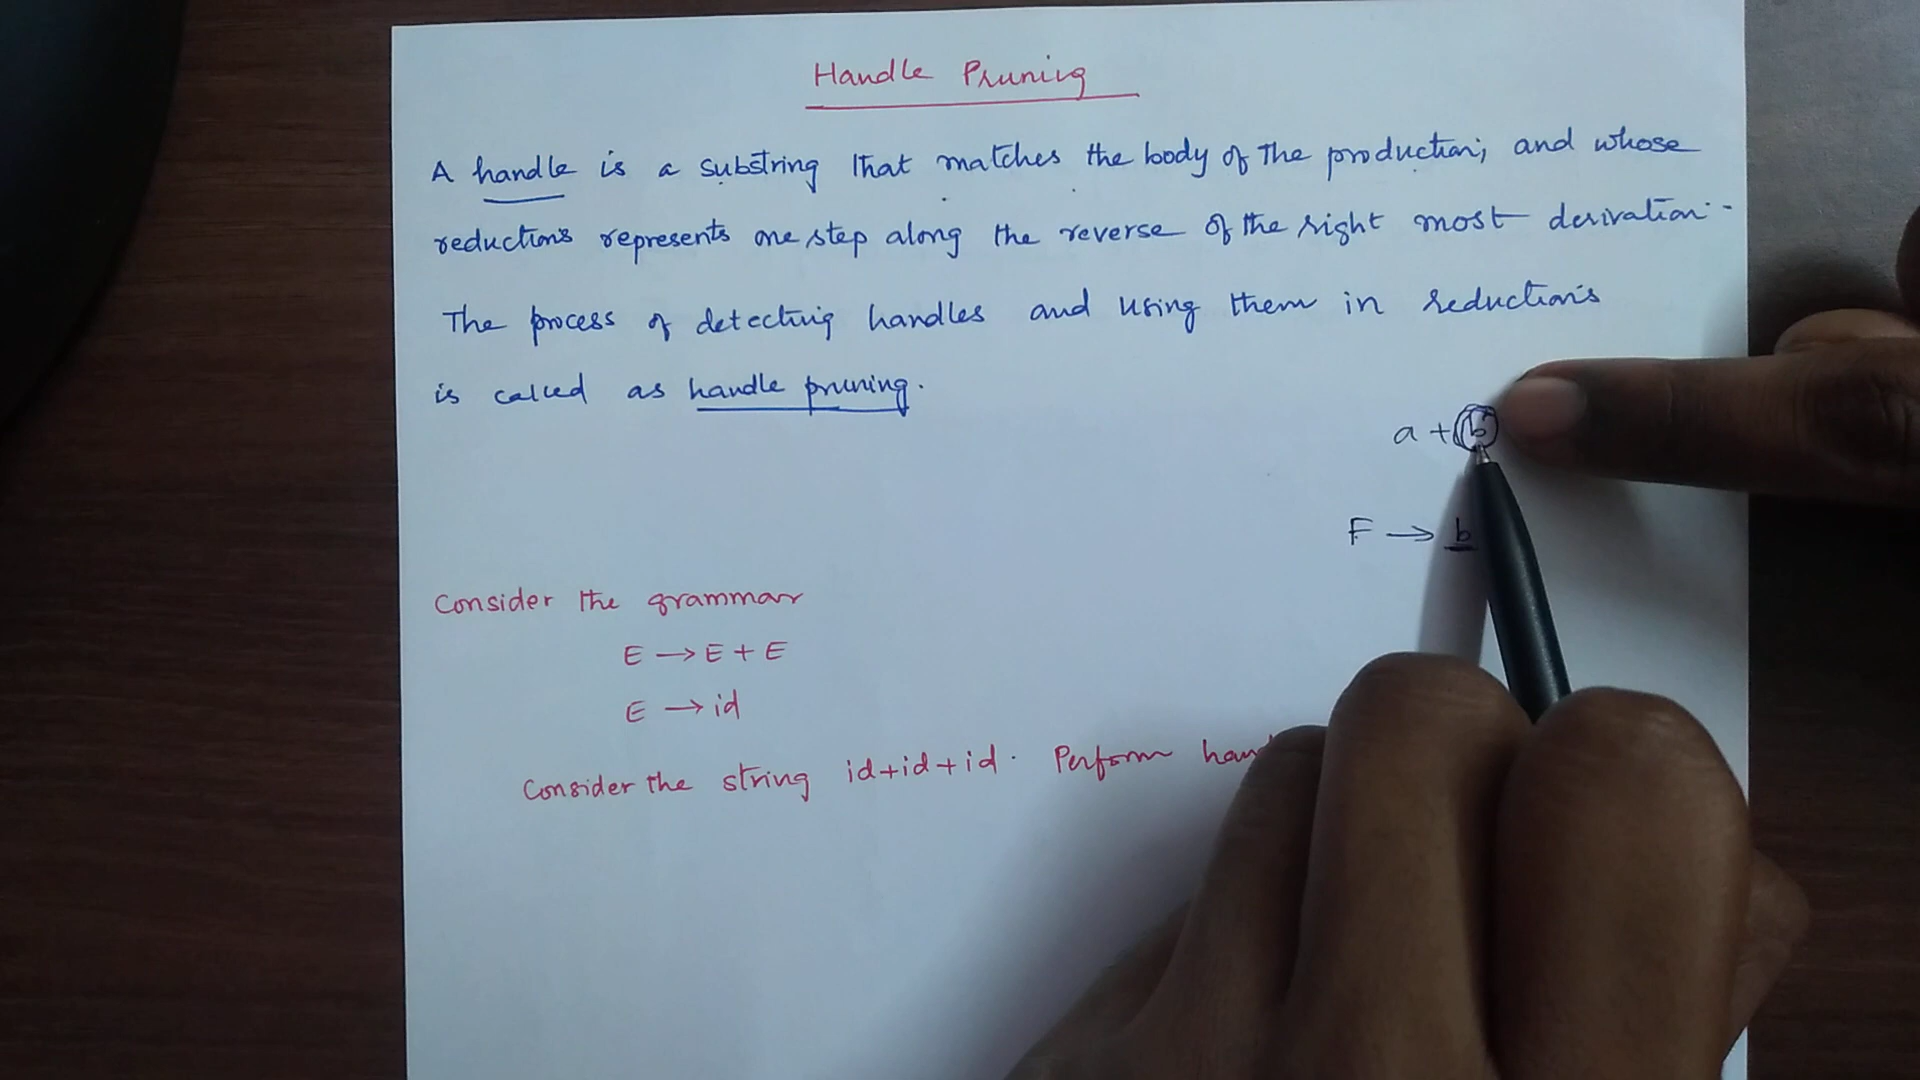 Handle Pruning
A handle is a substring that matches the body of the production; and whose
reductions represents one step along the reverse of the right most derivation.
The process of detecting handles and using them in reductions
is called as handle pruning.
a + b
F → b
Consider the grammar
E → E + E
E → id
Consider the string id+id+id. Perform